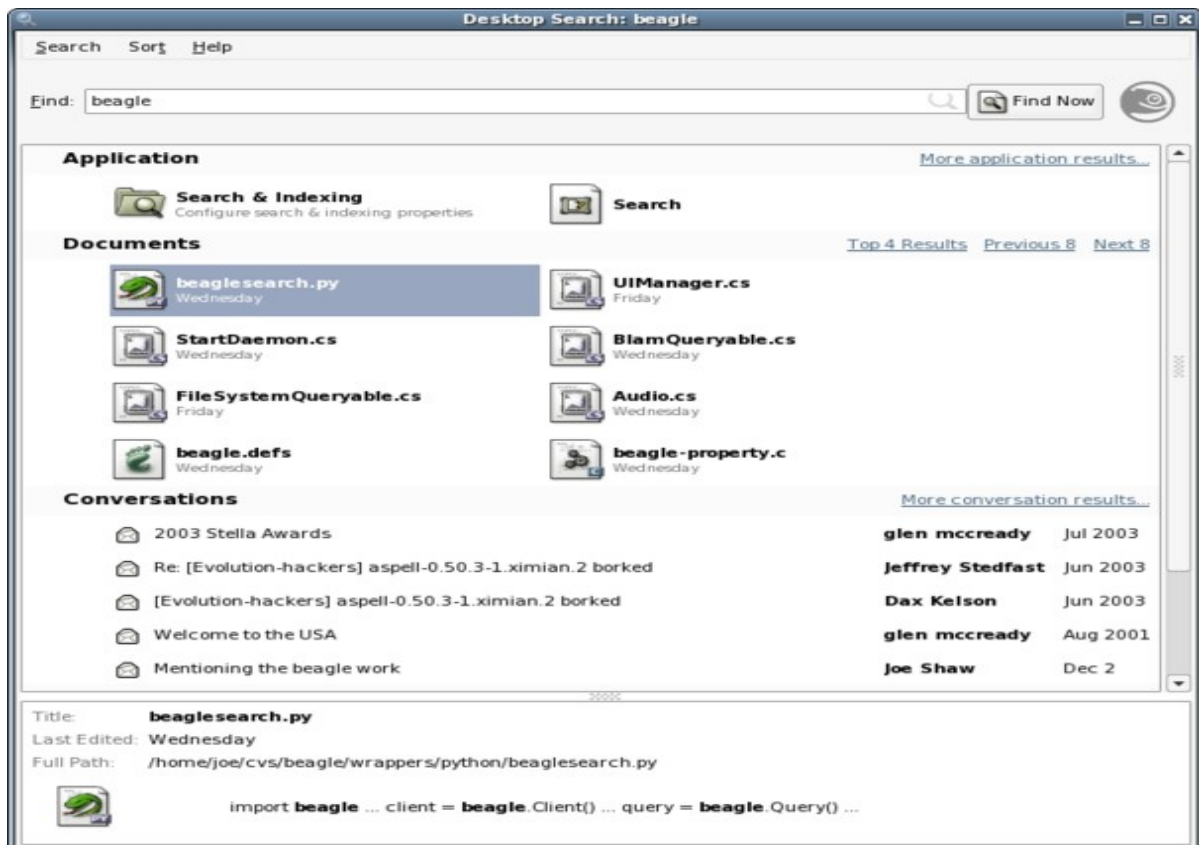 Desktop Search: beagle
Search Sort Help
Find: beagle Find Now
Application More application results...
Search & Indexing
Configure search & indexing properties
Search
Documents Top 4 Results Previous 8 Next 8
beaglesearch.py
Wednesday
UIManager.cs
Friday
StartDaemon.cs
Wednesday
BlamQueryable.cs
Wednesday
FileSystemQueryable.cs
Friday
Audio.cs
Wednesday
beagle.defs
Wednesday
beagle-property.c
Wednesday
Conversations More conversation results...
2003 Stella Awards glen mccready Jul 2003
Re: [Evolution-hackers] aspell-0.50.3-1.ximian.2 borked Jeffrey Stedfast Jun 2003
[Evolution-hackers] aspell-0.50.3-1.ximian.2 borked Dax Kelson Jun 2003
Welcome to the USA glen mccready Aug 2001
Mentioning the beagle work Joe Shaw Dec 2
Title: beaglesearch.py
Last Edited: Wednesday
Full Path: /home/joe/cvs/beagle/wrappers/python/beaglesearch.py
import beagle ... client = beagle.Client() ... query = beagle.Query() ...